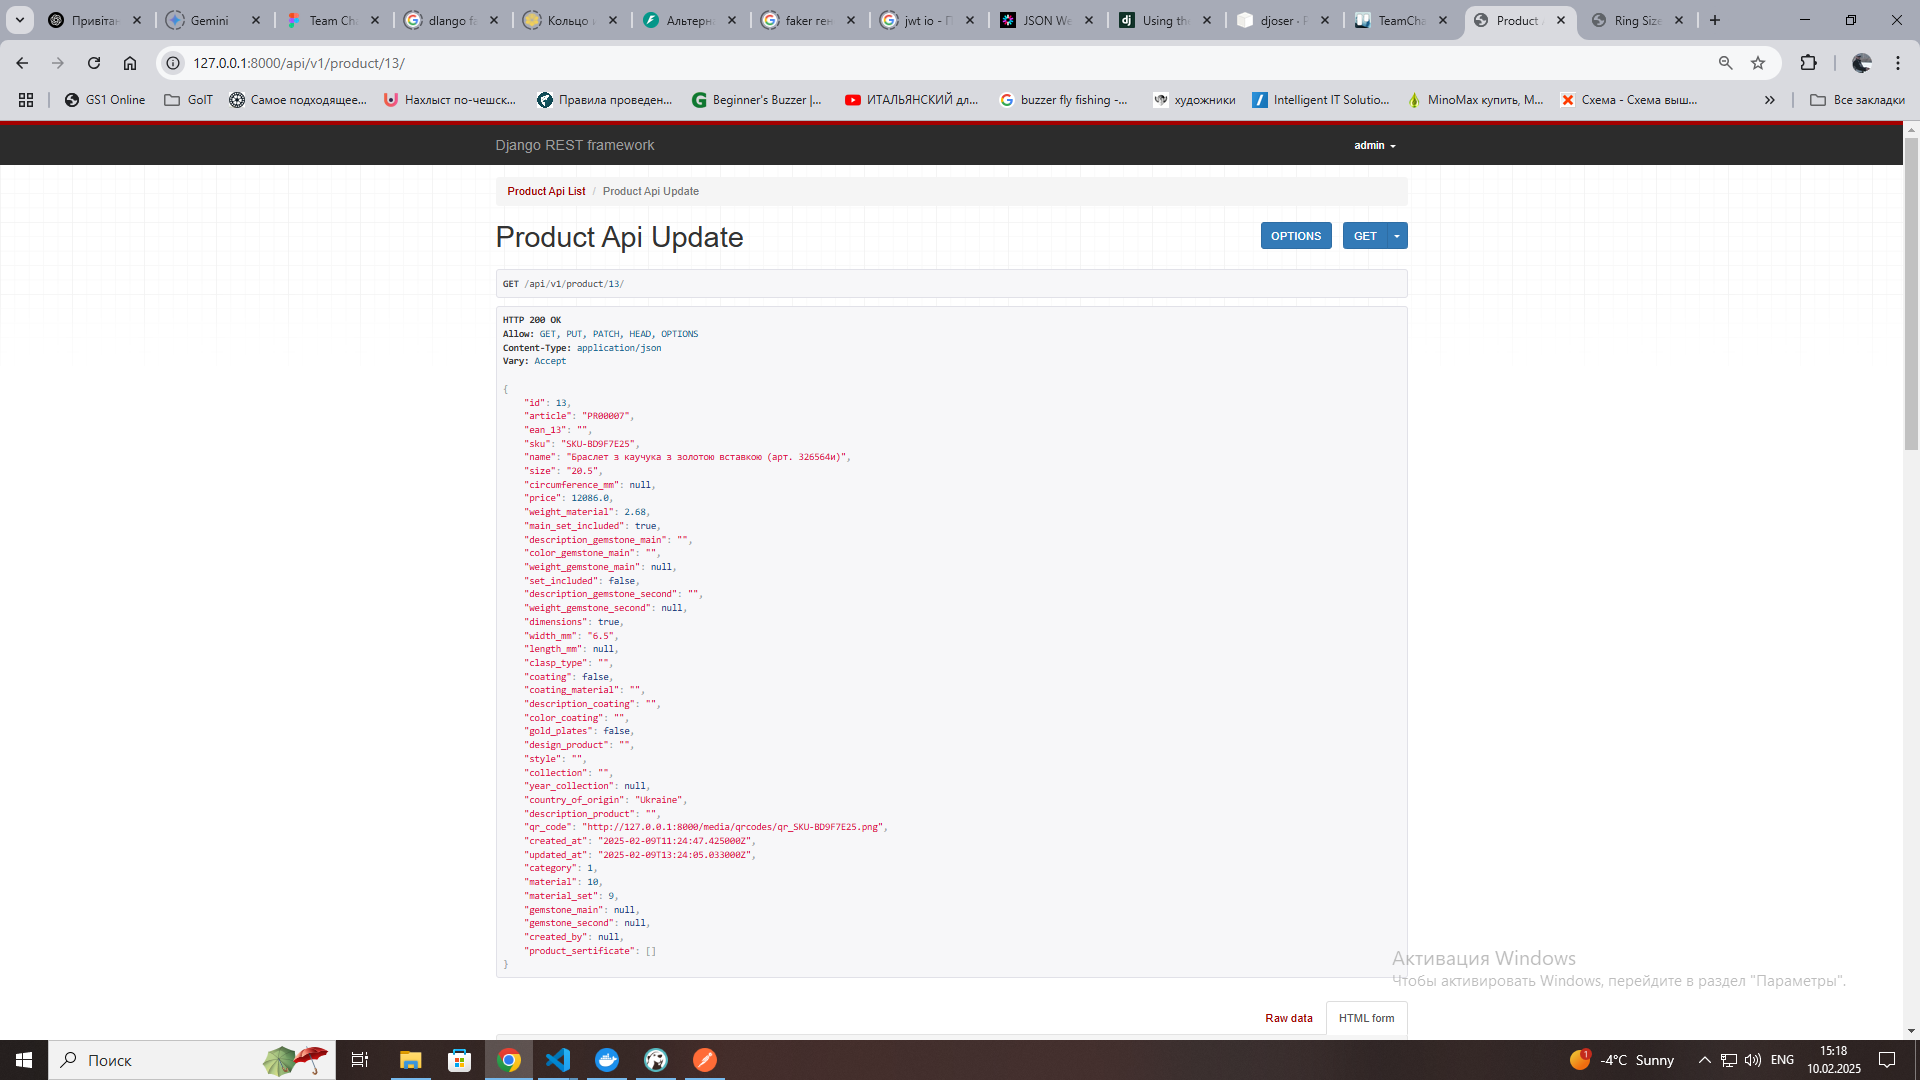 Привітан
Gemini
Team Cha
dlango fa
Кольцо и
Альтерна
faker ген
jwt io - П
JSON We
Using the
djoser · P
TeamCha
Product A
Ring Size
127.0.0.1:8000/api/v1/product/13/
GS1 Online
GoIT
Самое подходящее...
Нахлыст по-чешск...
Правила проведен...
Beginner's Buzzer |...
ИТАЛЬЯНСКИЙ дл...
buzzer fly fishing -...
художники
Intelligent IT Solutio...
MinoMax купить, М...
Схема - Схема выш...
Все закладки
Django REST framework
admin
Product Api List / Product Api Update
Product Api Update
OPTIONS
GET
GET /api/v1/product/13/
HTTP 200 OK
Allow: GET, PUT, PATCH, HEAD, OPTIONS
Content-Type: application/json
Vary: Accept
{
"id": 13,
"article": "PR00007",
"ean_13": "",
"sku": "SKU-BD9F7E25",
"name": "Браслет з каучука з золотою вставкою (арт. 326564и)",
"size": "20.5",
"circumference_mm": null,
"price": 12086.0,
"weight_material": 2.68,
"main_set_included": true,
"description_gemstone_main": "",
"color_gemstone_main": "",
"weight_gemstone_main": null,
"set_included": false,
"description_gemstone_second": "",
"weight_gemstone_second": null,
"dimensions": true,
"width_mm": "6.5",
"length_mm": null,
"clasp_type": "",
"coating": false,
"coating_material": "",
"description_coating": "",
"color_coating": "",
"gold_plates": false,
"design_product": "",
"style": "",
"collection": "",
"year_collection": null,
"country_of_origin": "Ukraine",
"description_product": "",
"qr_code": "http://127.0.0.1:8000/media/qrcodes/qr_SKU-BD9F7E25.png",
"created_at": "2025-02-09T11:24:47.425000Z",
"updated_at": "2025-02-09T13:24:05.033000Z",
"category": 1,
"material": 10,
"material_set": 9,
"gemstone_main": null,
"gemstone_second": null,
"created_by": null,
"product_sertificate": []
}
Активация Windows
Чтобы активировать Windows, перейдите в раздел "Параметры".
Raw data
HTML form
Поиск
1
-4°C Sunny
ENG
15:18
10.02.2025